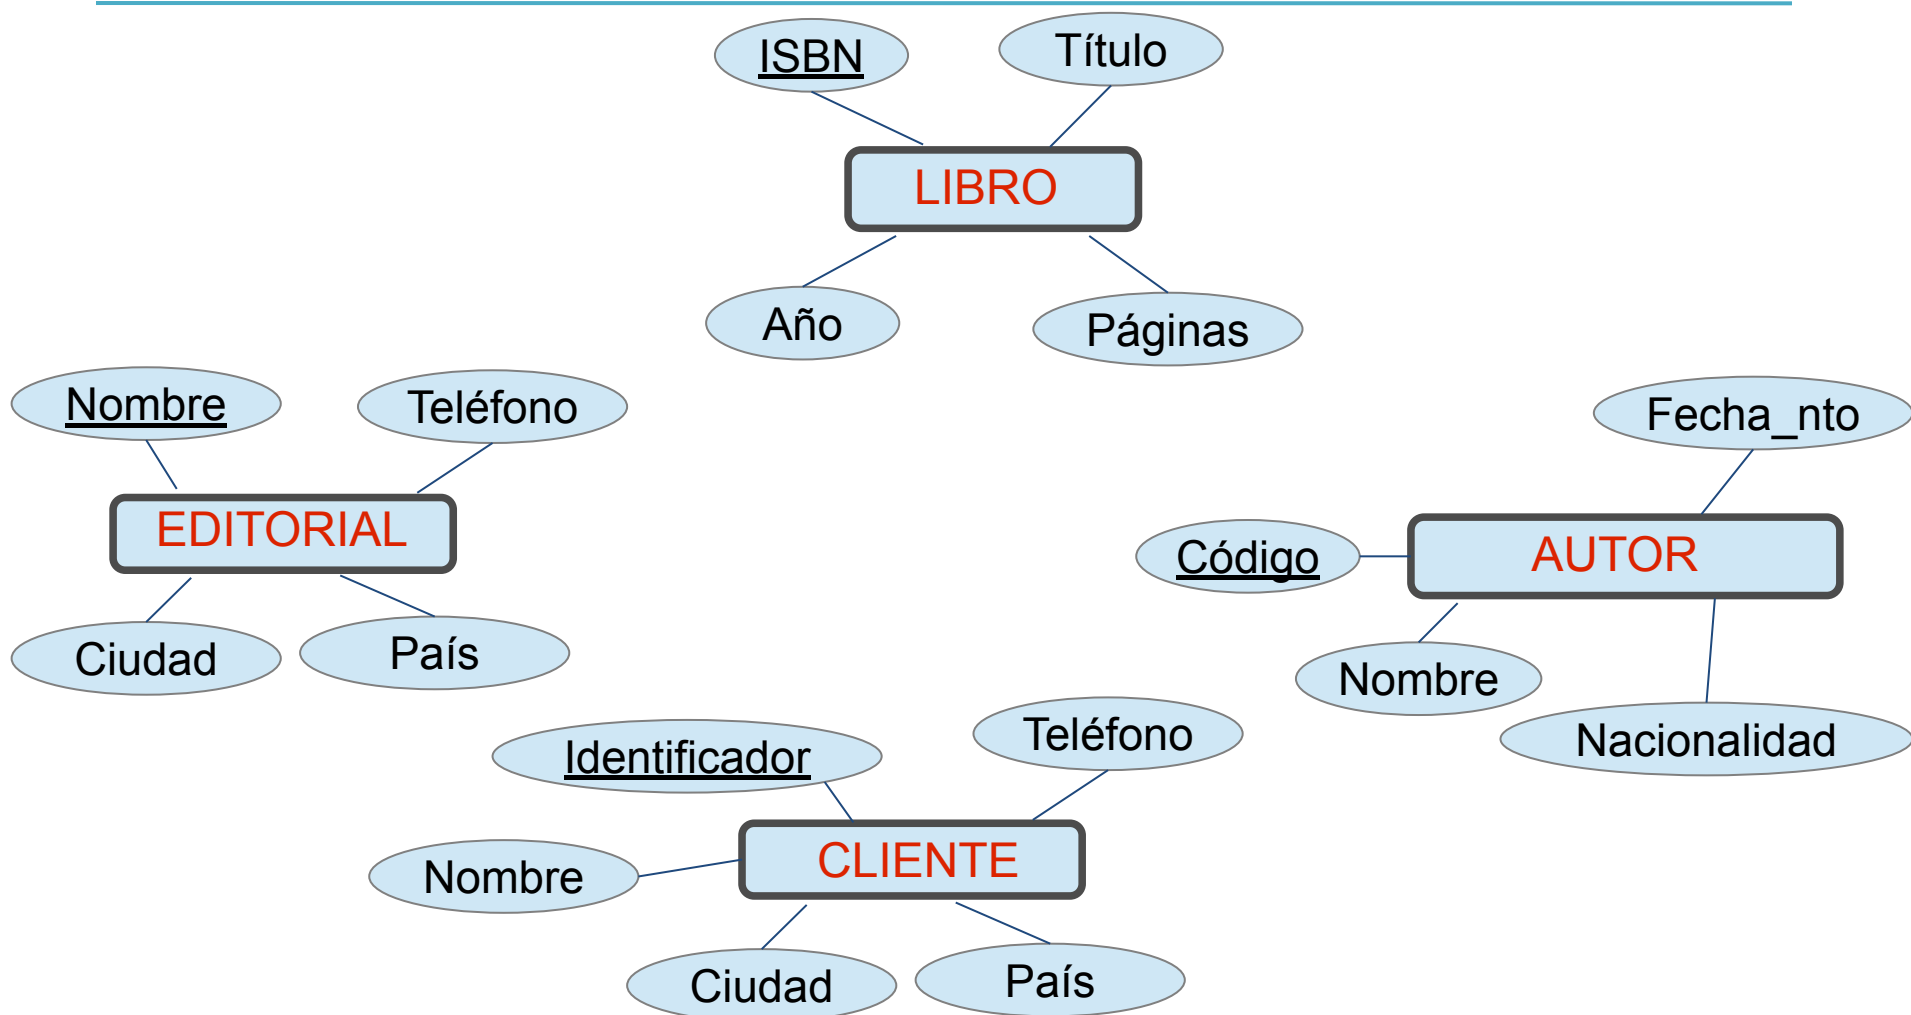 ISBN
Título
LIBRO
Año
Páginas
Nombre
Teléfono
EDITORIAL
Ciudad
País
Fecha_nto
Código
AUTOR
Nombre
Nacionalidad
Identificador
Teléfono
Nombre
CLIENTE
Ciudad
País